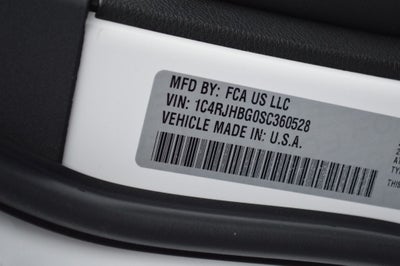 MFD BY: FCA US LLC
VIN: 1C4RJHBG0SC360528
VEHICLE MADE IN: U.S.A.